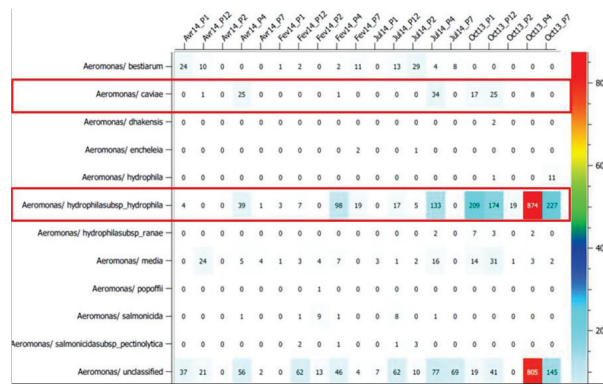 Avr14_P1 Avr14_P12 Avr14_P2 Avr14_P4 Avr14_P7 Fev14_P1 Fev14_P12 Fev14_P2 Fev14_P4 Fev14_P7 Jul14_P1 Jul14_P12 Jul14_P2 Jul14_P4 Jul14_P7 Oct13_P1 Oct13_P12 Oct13_P2 Oct13_P4 Oct13_P7
Aeromonas/ bestiarum 24 10 0 0 0 1 2 0 2 11 0 13 29 4 8 0 0 0 0 0
Aeromonas/ caviae 0 1 0 25 0 0 0 0 1 0 0 0 0 34 0 17 25 0 8 0
Aeromonas/ dhakensis 0 0 0 0 0 0 0 0 0 0 0 0 0 0 0 0 2 0 0 0
Aeromonas/ encheleia 0 0 0 0 0 0 0 0 0 2 0 0 1 0 0 0 0 0 0 0
Aeromonas/ hydrophila 0 0 0 0 0 0 0 0 0 0 0 0 0 0 0 0 1 0 0 11
Aeromonas/ hydrophilasubsp_hydrophila 4 0 0 39 1 3 7 0 98 19 0 17 5 133 0 209 174 19 874 227
Aeromonas/ hydrophilasubsp_ranae 0 0 0 0 0 0 0 0 0 0 0 0 0 2 0 7 3 0 2 0
Aeromonas/ media 0 24 0 5 4 1 3 4 7 0 3 1 2 16 0 14 31 1 3 2
Aeromonas/ popoffii 0 0 0 0 0 0 0 1 0 0 0 0 0 0 0 0 0 0 0 0
Aeromonas/ salmonicida 0 0 0 1 0 0 1 9 1 0 0 8 0 1 0 0 0 0 0 0
Aeromonas/ salmonicidasubsp_pectinolytica 0 0 0 0 0 0 2 0 1 0 0 1 3 0 0 0 0 0 0 0
Aeromonas/ unclassified 37 21 0 56 2 0 62 13 46 4 7 62 10 77 69 19 41 0 805 145